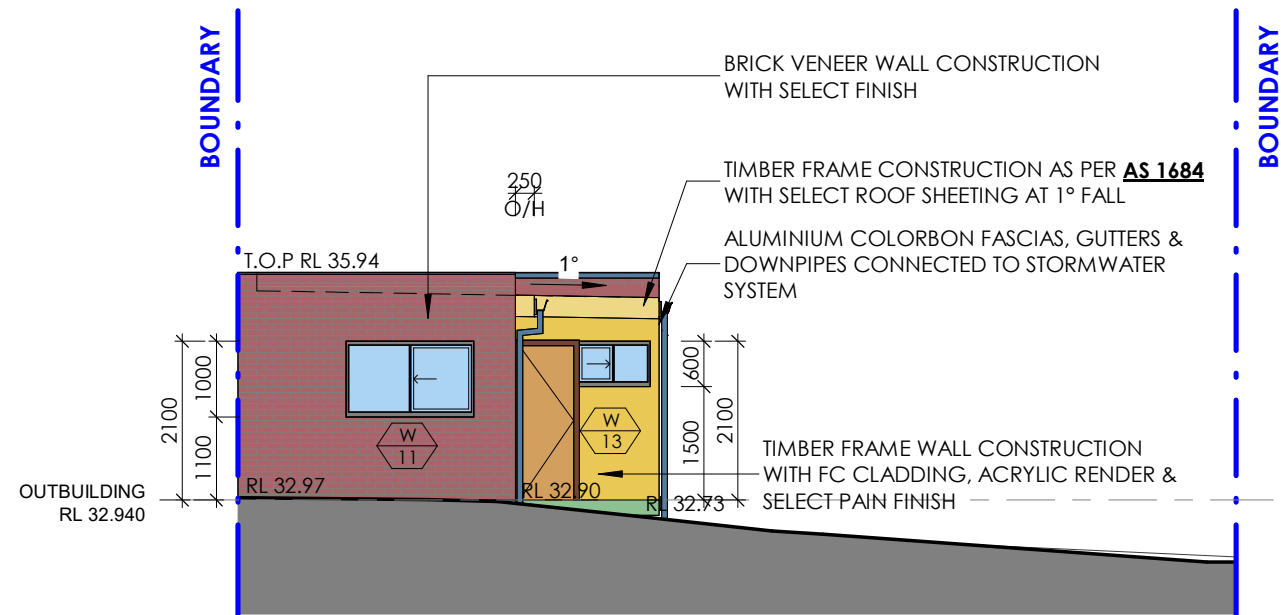 BOUNDARY
BOUNDARY
BRICK VENEER WALL CONSTRUCTION
WITH SELECT FINISH
TIMBER FRAME CONSTRUCTION AS PER AS 1684
WITH SELECT ROOF SHEETING AT 1° FALL
250
O/H
ALUMINIUM COLORBON FASCIAS, GUTTERS &
DOWNPIPES CONNECTED TO STORMWATER
SYSTEM
T.O.P RL 35.94
1°
2100
1000
1100
600
1500
2100
W
11
W
13
TIMBER FRAME WALL CONSTRUCTION
WITH FC CLADDING, ACRYLIC RENDER &
SELECT PAIN FINISH
OUTBUILDING
RL 32.940
RL 32.97
RL 32.90
RL 32.73